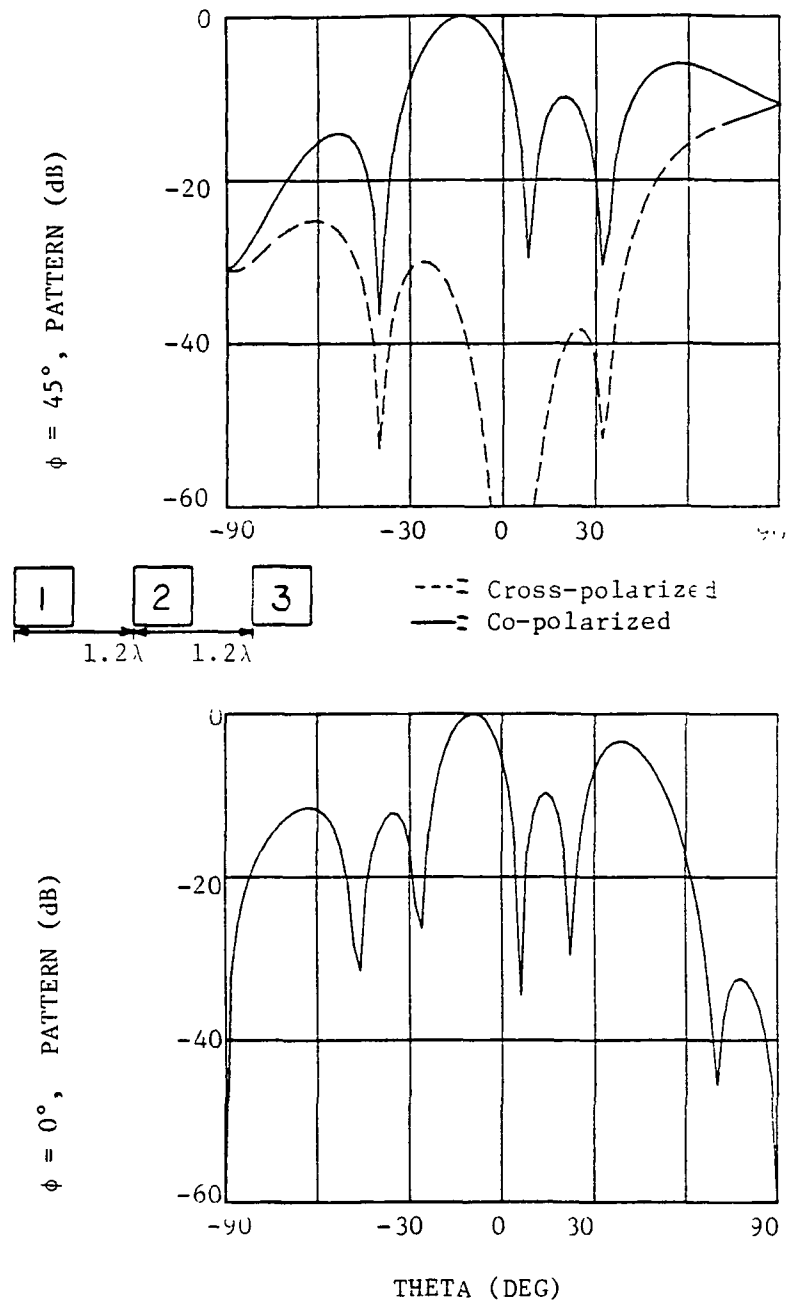 0
-20
-40
-60
φ = 45°, PATTERN (dB)
-90
-30
0
30
1
2
3
1.2λ
1.2λ
---: Cross-polarized
—: Co-polarized
0
-20
-40
-60
φ = 0°, PATTERN (dB)
-90
-30
0
30
90
THETA (DEG)